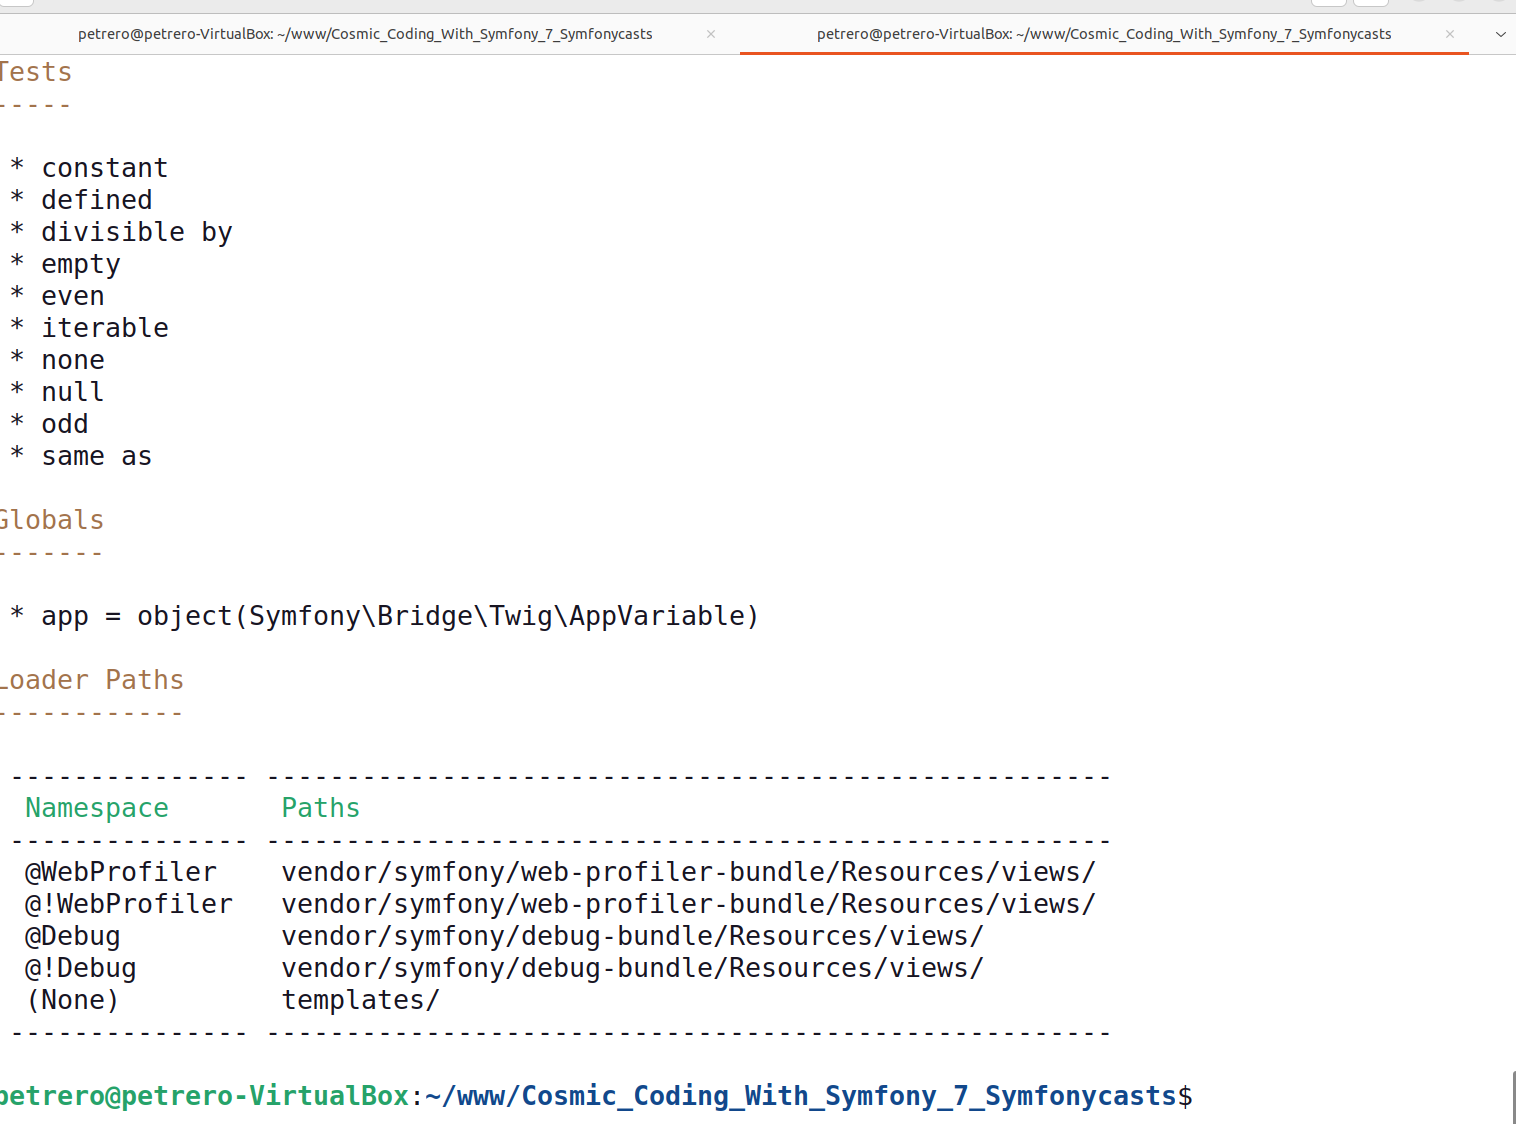 petrero@petrero-VirtualBox: ~/www/Cosmic_Coding_With_Symfony_7_Symfonycasts × petrero@petrero-VirtualBox: ~/www/Cosmic_Coding_With_Symfony_7_Symfonycasts ×
Tests
-----
* constant
* defined
* divisible by
* empty
* even
* iterable
* none
* null
* odd
* same as
Globals
-------
* app = object(Symfony\Bridge\Twig\AppVariable)
Loader Paths
------------
--------------- -----------------------------------------------------
Namespace Paths
--------------- -----------------------------------------------------
@WebProfiler vendor/symfony/web-profiler-bundle/Resources/views/
@!WebProfiler vendor/symfony/web-profiler-bundle/Resources/views/
@Debug vendor/symfony/debug-bundle/Resources/views/
@!Debug vendor/symfony/debug-bundle/Resources/views/
(None) templates/
--------------- -----------------------------------------------------
petrero@petrero-VirtualBox:~/www/Cosmic_Coding_With_Symfony_7_Symfonycasts$